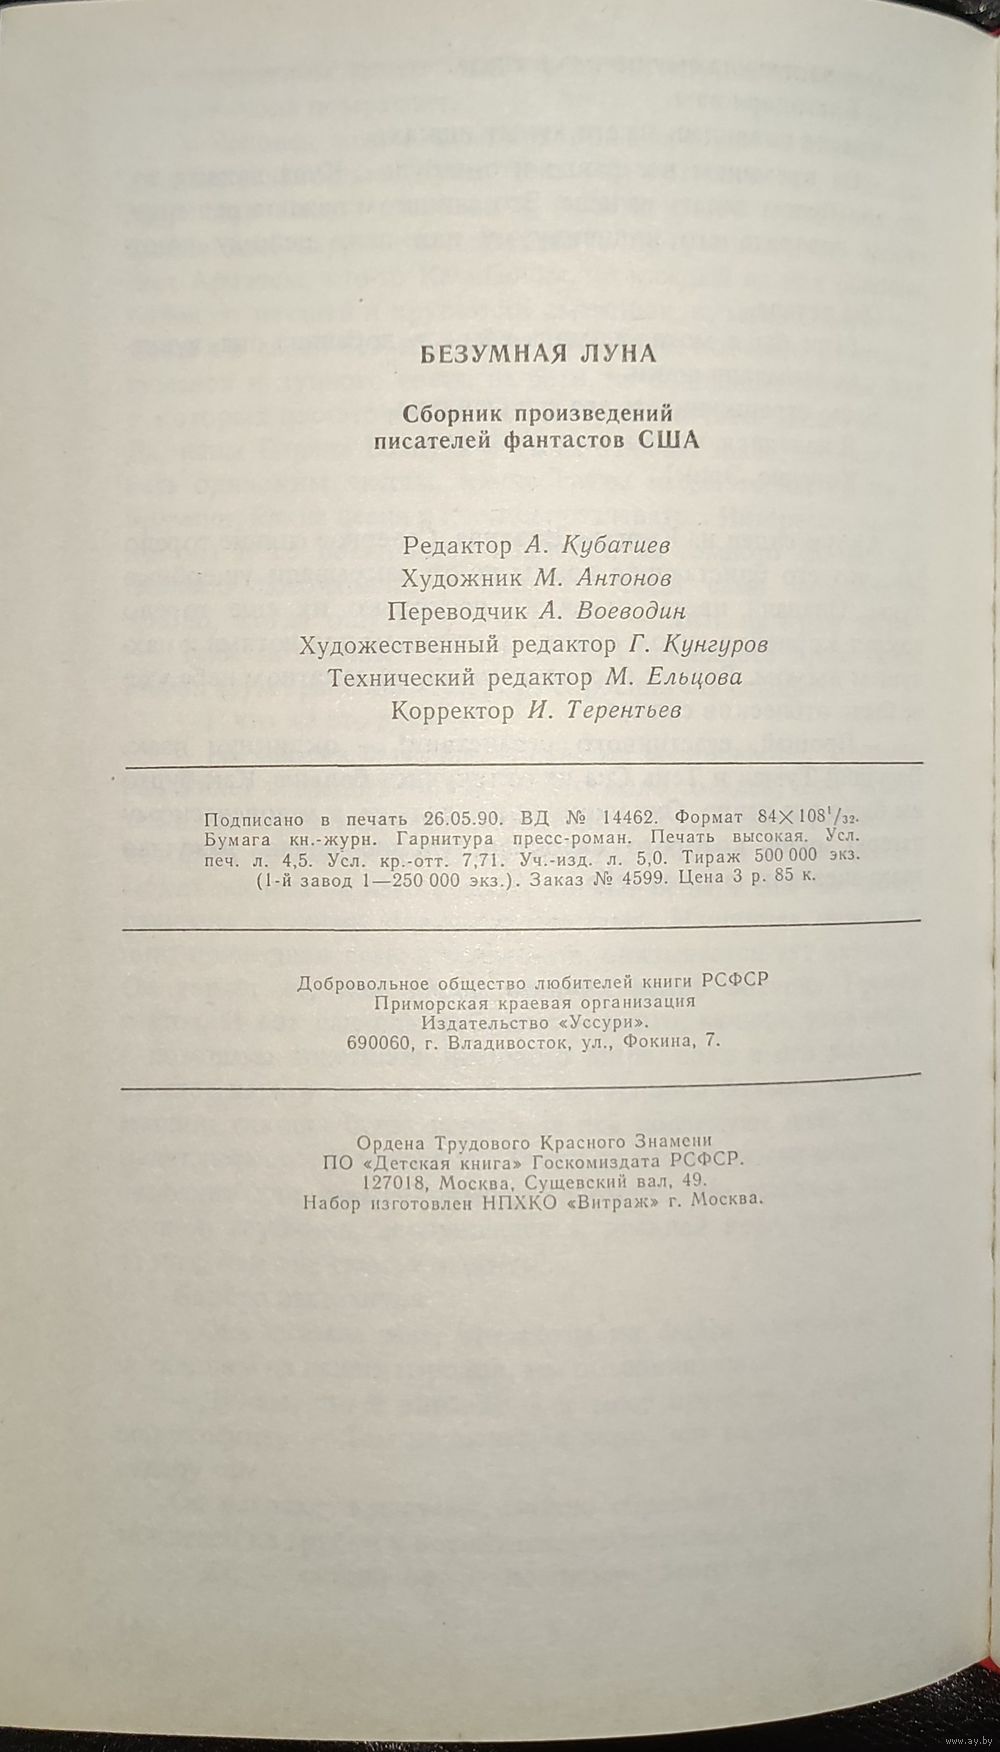 БЕЗУМНАЯ ЛУНА
Сборник произведений
писателей фантастов США
Редактор А. Кубатиев
Художник М. Антонов
Переводчик А. Воеводин
Художественный редактор Г. Кунгуров
Технический редактор М. Ельцова
Корректор И. Терентьев
Подписано в печать 26.05.90. ВД № 14462. Формат 84×108¹/₃₂.
Бумага кн.-журн. Гарнитура пресс-роман. Печать высокая. Усл.
печ. л. 4,5. Усл. кр.-отт. 7,71. Уч.-изд. л. 5,0. Тираж 500 000 экз.
(1-й завод 1—250 000 экз.). Заказ № 4599. Цена 3 р. 85 к.
Добровольное общество любителей книги РСФСР
Приморская краевая организация
Издательство «Уссури».
690060, г. Владивосток, ул., Фокина, 7.
Ордена Трудового Красного Знамени
ПО «Детская книга» Госкомиздата РСФСР.
127018, Москва, Сущевский вал, 49.
Набор изготовлен НПХКО «Витраж» г. Москва.
www.ay.by